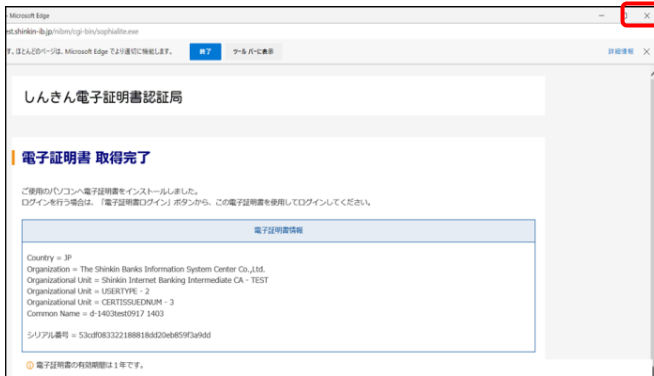 Microsoft Edge
est.shinkin-ib.jp/nibm/cgi-bin/sophialite.exe
す。ほとんどのページは、Microsoft Edge でより適切に機能します。 終了 ツール バーに表示 詳細情報
しんきん電子証明書認証局
電子証明書 取得完了
ご使用のパソコンへ電子証明書をインストールしました。
ログインを行う場合は、「電子証明書ログイン」ボタンから、この電子証明書を使用してログインしてください。
電子証明書情報
Country = JP
Organization = The Shinkin Banks Information System Center Co.,Ltd.
Organizational Unit = Shinkin Internet Banking Intermediate CA - TEST
Organizational Unit = USERTYPE - 2
Organizational Unit = CERTISSUEDNUM - 3
Common Name = d-1403test0917 1403
シリアル番号 = 53cdf083322188818dd20eb859f3a9dd
電子証明書の有効期間は1年です。